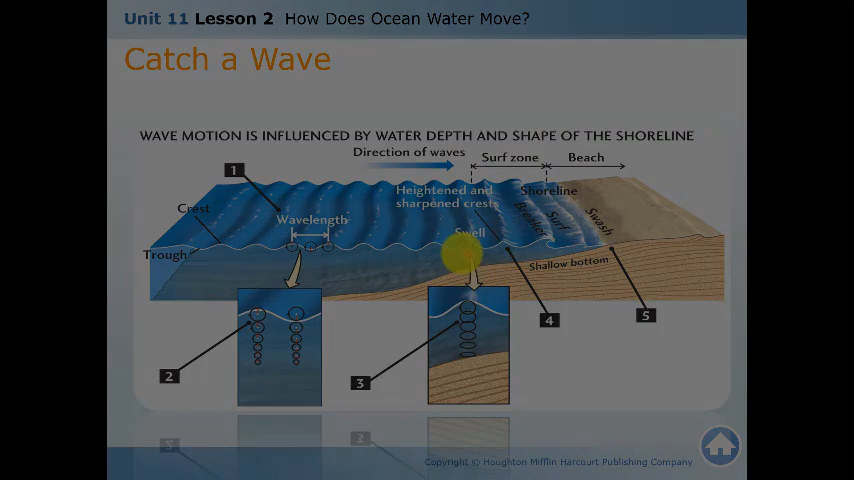 Unit 11 Lesson 2 How Does Ocean Water Move?
Catch a Wave
WAVE MOTION IS INFLUENCED BY WATER DEPTH AND SHAPE OF THE SHORELINE
Direction of waves
Surf zone
Beach
1
Heightened and
sharpened crests
Shoreline
Crest
Wavelength
Breaker
Surf
Swash
Swell
Trough
Shallow bottom
2
3
4
5
Copyright © Houghton Mifflin Harcourt Publishing Company